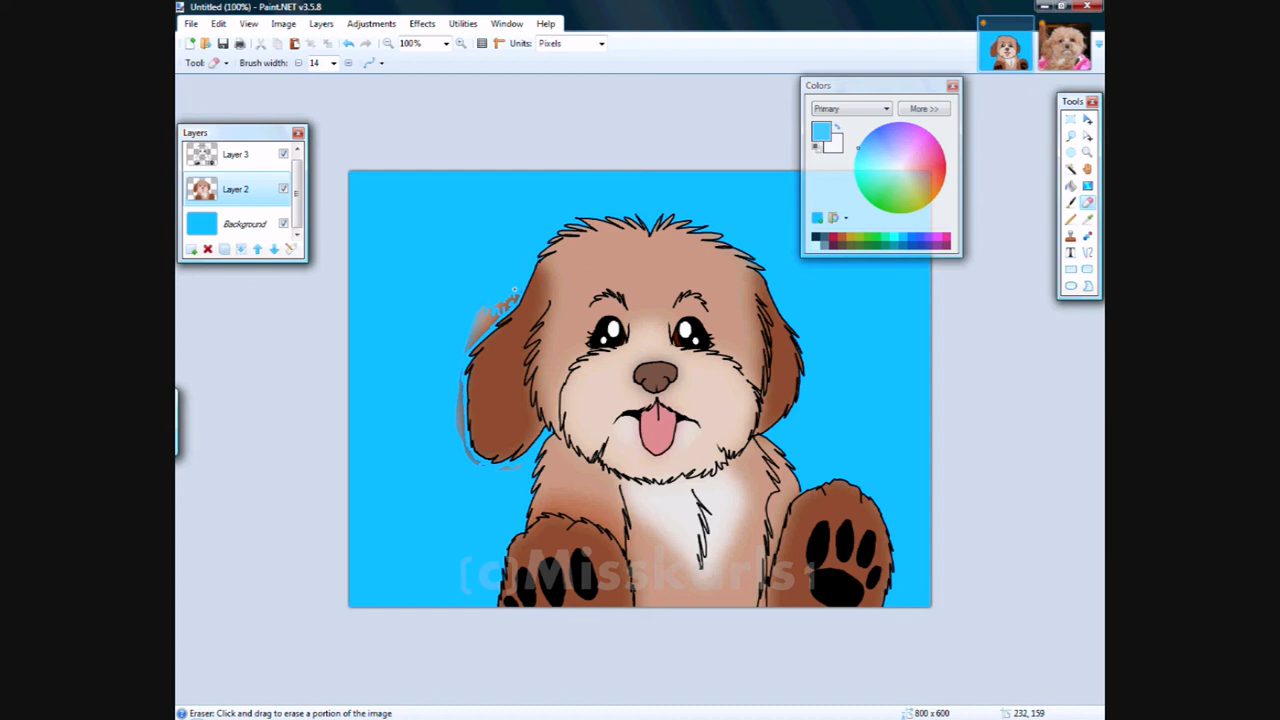 Untitled (100%) - Paint.NET v3.5.8
File Edit View Image Layers Adjustments Effects Utilities Window Help
100% Units: Pixels
Tool: Brush width: 14
Colors
Primary More >>
Tools
Layers
Layer 3
Layer 2
Background
(c)Misskurls1
Eraser: Click and drag to erase a portion of the image
800 x 600 232, 159